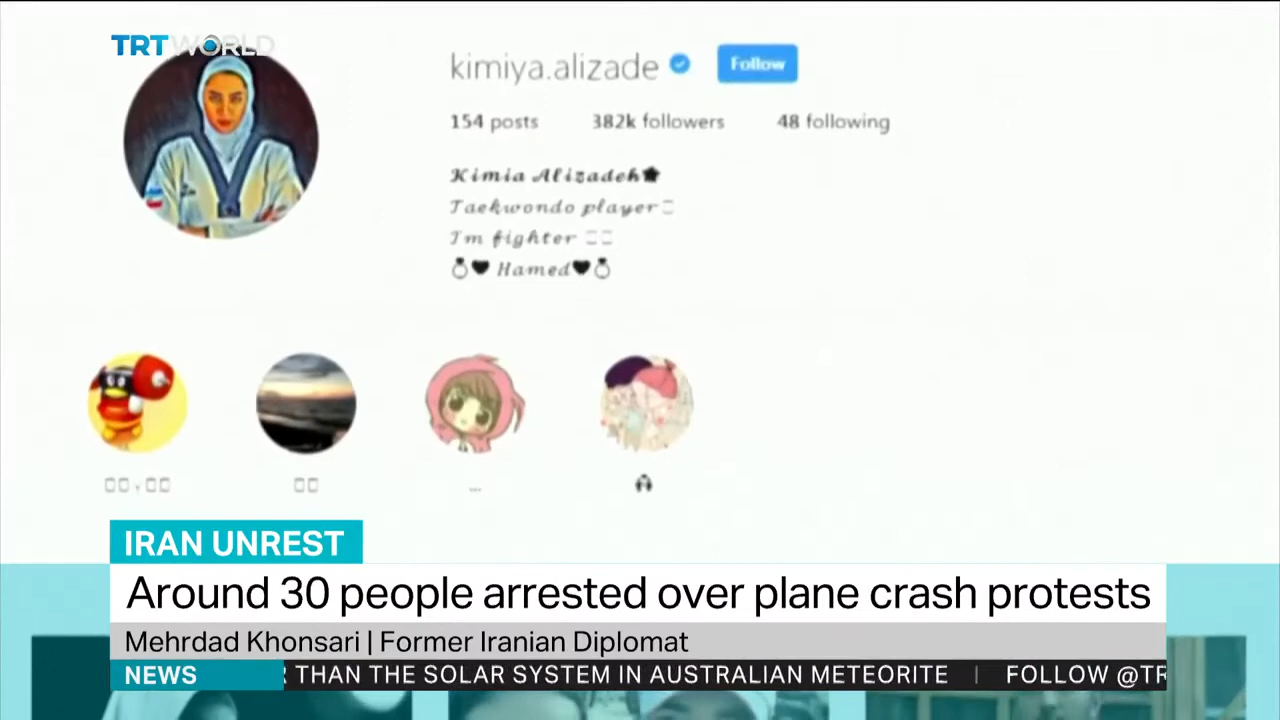 TRT WORLD
kimiya.alizade Follow
154 posts 382k followers 48 following
Kimia Alizadeh
Taekwondo player
I'm fighter
Hamed
...
IRAN UNREST
Around 30 people arrested over plane crash protests
Mehrdad Khonsari | Former Iranian Diplomat
NEWS R THAN THE SOLAR SYSTEM IN AUSTRALIAN METEORITE | FOLLOW @TR